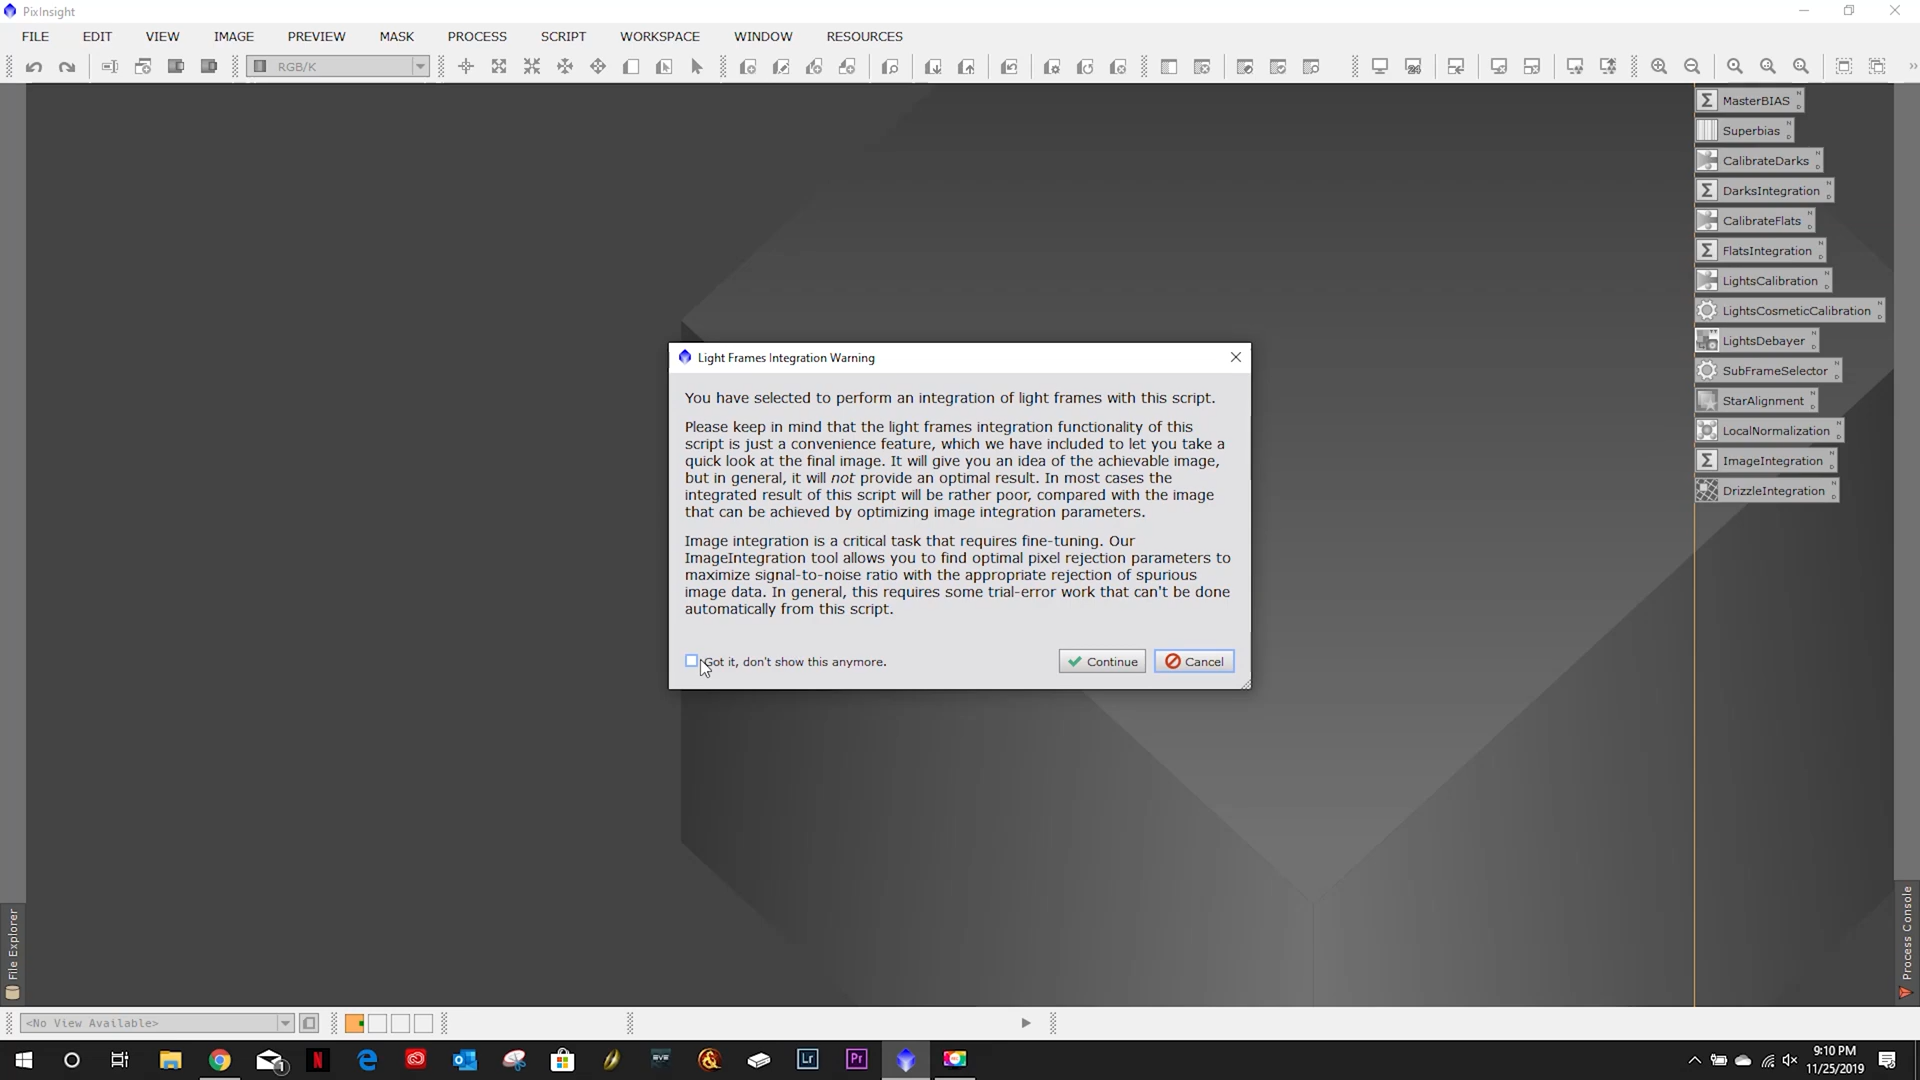 PixInsight
FILE EDIT VIEW IMAGE PREVIEW MASK PROCESS SCRIPT WORKSPACE WINDOW RESOURCES
RGB/K
MasterBIAS
Superbias
CalibrateDarks
DarksIntegration
CalibrateFlats
FlatsIntegration
LightsCalibration
LightsCosmeticCalibration
LightsDebayer
SubFrameSelector
StarAlignment
LocalNormalization
ImageIntegration
DrizzleIntegration
Light Frames Integration Warning
You have selected to perform an integration of light frames with this script.
Please keep in mind that the light frames integration functionality of this
script is just a convenience feature, which we have included to let you take a
quick look at the final image. It will give you an idea of the achievable image,
but in general, it will not provide an optimal result. In most cases the
integrated result of this script will be rather poor, compared with the image
that can be achieved by optimizing image integration parameters.
Image integration is a critical task that requires fine-tuning. Our
ImageIntegration tool allows you to find optimal pixel rejection parameters to
maximize signal-to-noise ratio with the appropriate rejection of spurious
image data. In general, this requires some trial-error work that can't be done
automatically from this script.
Got it, don't show this anymore.
Continue
Cancel
File Explorer
Process Console
<No View Available>
Lr
Pr
9:10 PM
11/25/2019